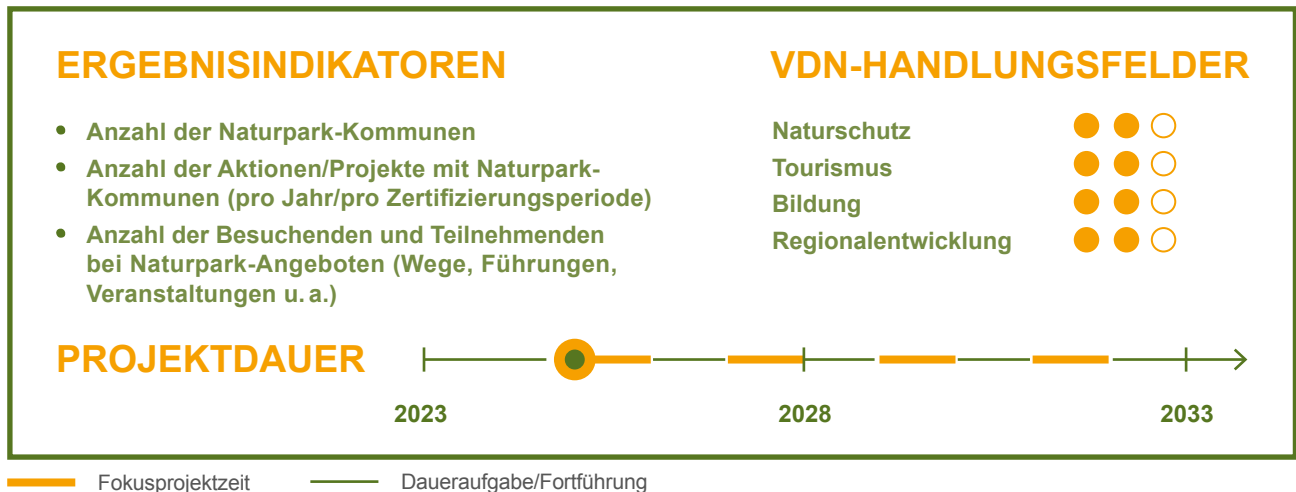 ERGEBNISINDIKATOREN
• Anzahl der Naturpark-Kommunen
• Anzahl der Aktionen/Projekte mit Naturpark-
Kommunen (pro Jahr/pro Zertifizierungsperiode)
• Anzahl der Besuchenden und Teilnehmenden
bei Naturpark-Angeboten (Wege, Führungen,
Veranstaltungen u. a.)
VDN-HANDLUNGSFELDER
Naturschutz
Tourismus
Bildung
Regionalentwicklung
PROJEKTDAUER
2023 2028 2033
Fokusprojektzeit Daueraufgabe/Fortführung